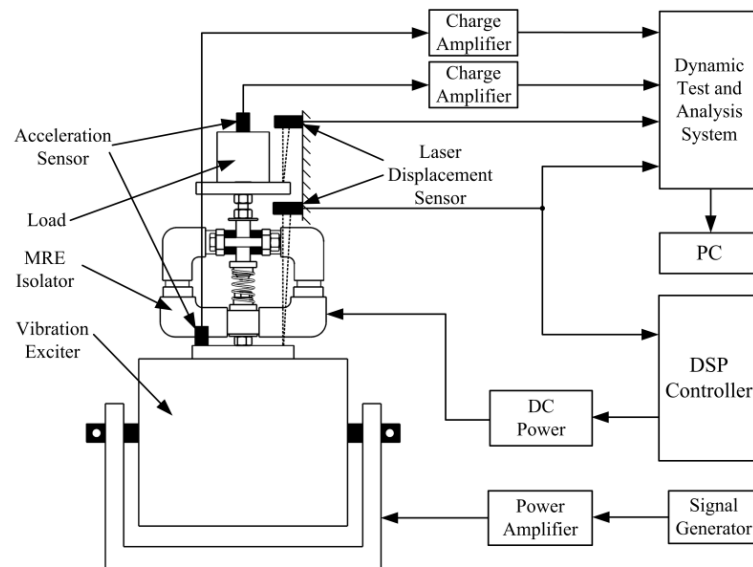 Charge
Amplifier
Charge
Amplifier
Dynamic
Test and
Analysis
System
Acceleration
Sensor
Laser
Displacement
Sensor
Load
PC
MRE
Isolator
Vibration
Exciter
DSP
Controller
DC
Power
Power
Amplifier
Signal
Generator